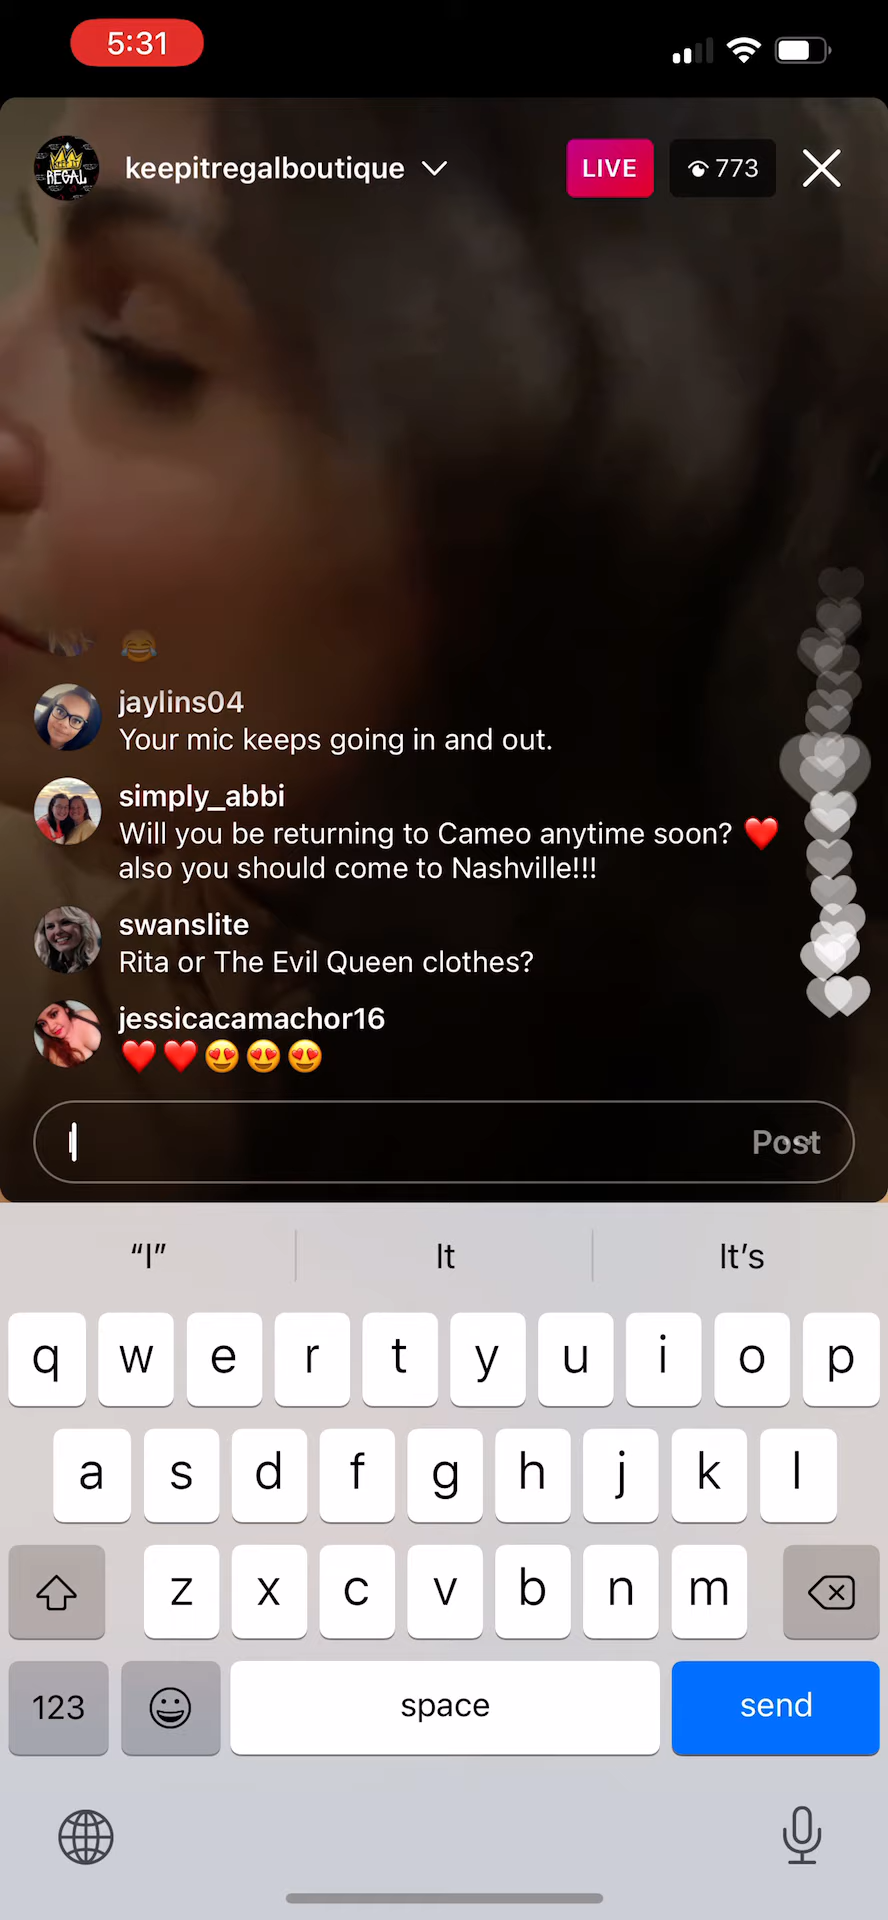 5:31
REGAL
keepitregalboutique
LIVE
773
😂
jaylins04
Your mic keeps going in and out.
simply_abbi
Will you be returning to Cameo anytime soon? ❤️
also you should come to Nashville!!!
swanslite
Rita or The Evil Queen clothes?
jessicacamachor16
❤️❤️😍😍😍
Post
“I” It It’s
q w e r t y u i o p
a s d f g h j k l
z x c v b n m
123 space send